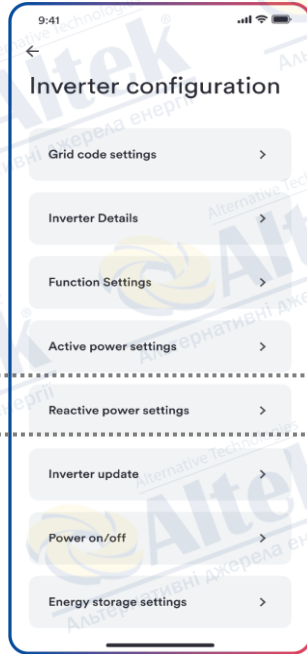 9:41
Inverter configuration
Grid code settings
Inverter Details
Function Settings
Active power settings
Reactive power settings
Inverter update
Power on/off
Energy storage settings
Altek
Alternative Technologies
Альтернативні джерела енергії